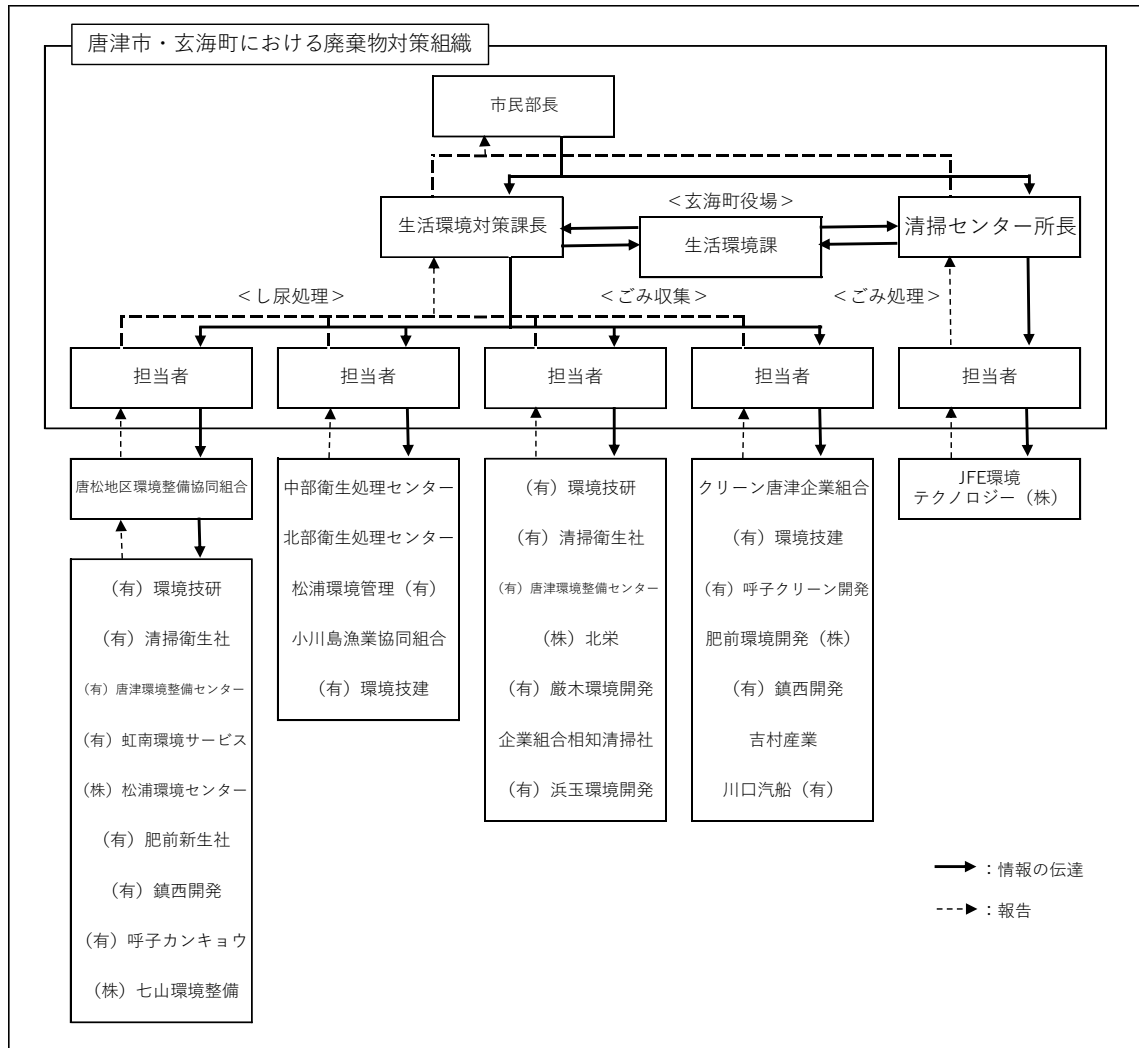 唐津市・玄海町における廃棄物対策組織
市民部長
＜玄海町役場＞
生活環境対策課長
生活環境課
清掃センター所長
＜し尿処理＞
＜ごみ収集＞
＜ごみ処理＞
担当者
担当者
担当者
担当者
担当者
唐松地区環境整備協同組合
（有）環境技研
（有）清掃衛生社
（有）唐津環境整備センター
（有）虹南環境サービス
（株）松浦環境センター
（有）肥前新生社
（有）鎮西開発
（有）呼子カンキョウ
（株）七山環境整備
中部衛生処理センター
北部衛生処理センター
松浦環境管理（有）
小川島漁業協同組合
（有）環境技建
（有）環境技研
（有）清掃衛生社
（有）唐津環境整備センター
（株）北栄
（有）厳木環境開発
企業組合相知清掃社
（有）浜玉環境開発
クリーン唐津企業組合
（有）環境技建
（有）呼子クリーン開発
肥前環境開発（株）
（有）鎮西開発
吉村産業
川口汽船（有）
JFE環境
テクノロジー（株）
：情報の伝達
：報告